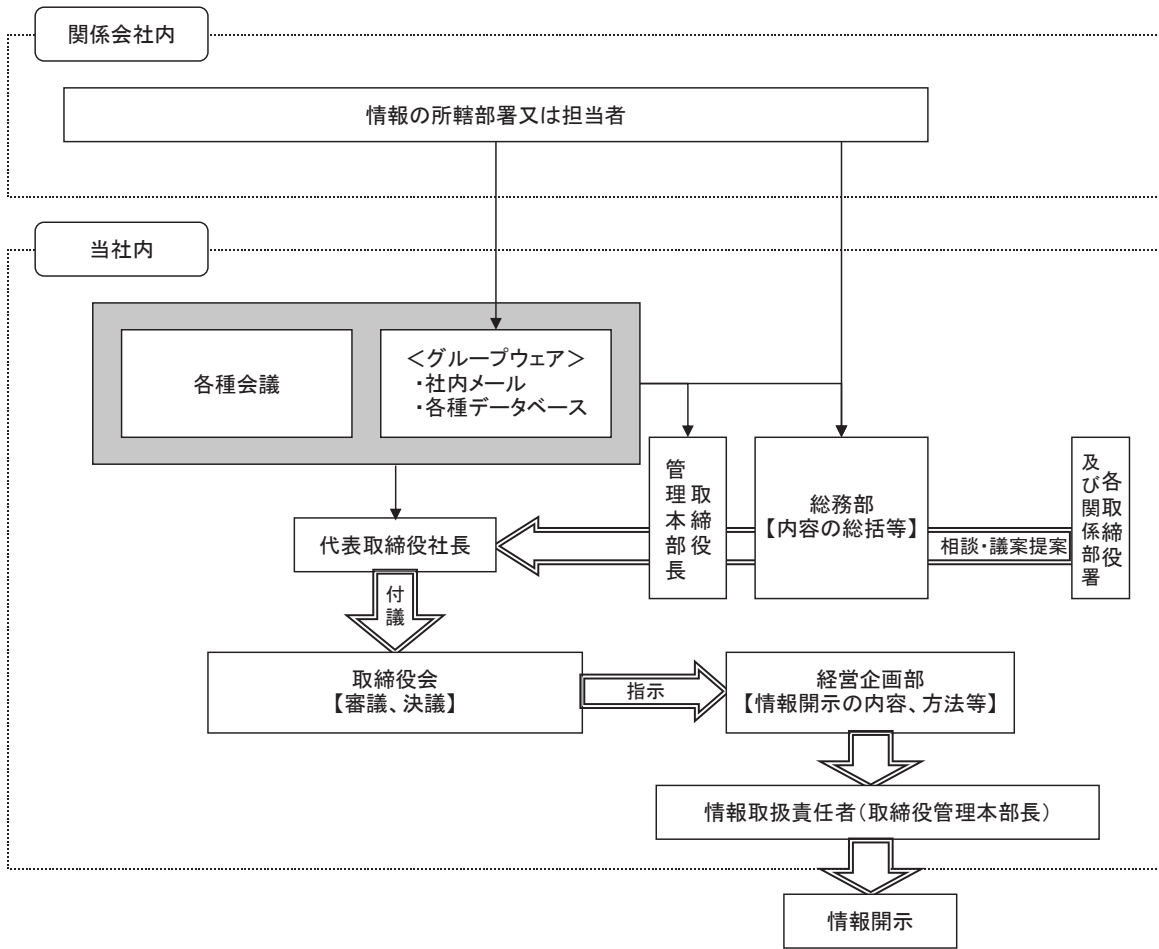 関係会社内
情報の所轄部署又は担当者
当社内
各種会議
＜グループウェア＞
・社内メール
・各種データベース
代表取締役社長
取締役
管理本部長
総務部
【内容の総括等】
相談・議案提案
各取締役
及び関係部署
付議
取締役会
【審議、決議】
指示
経営企画部
【情報開示の内容、方法等】
情報取扱責任者（取締役管理本部長）
情報開示